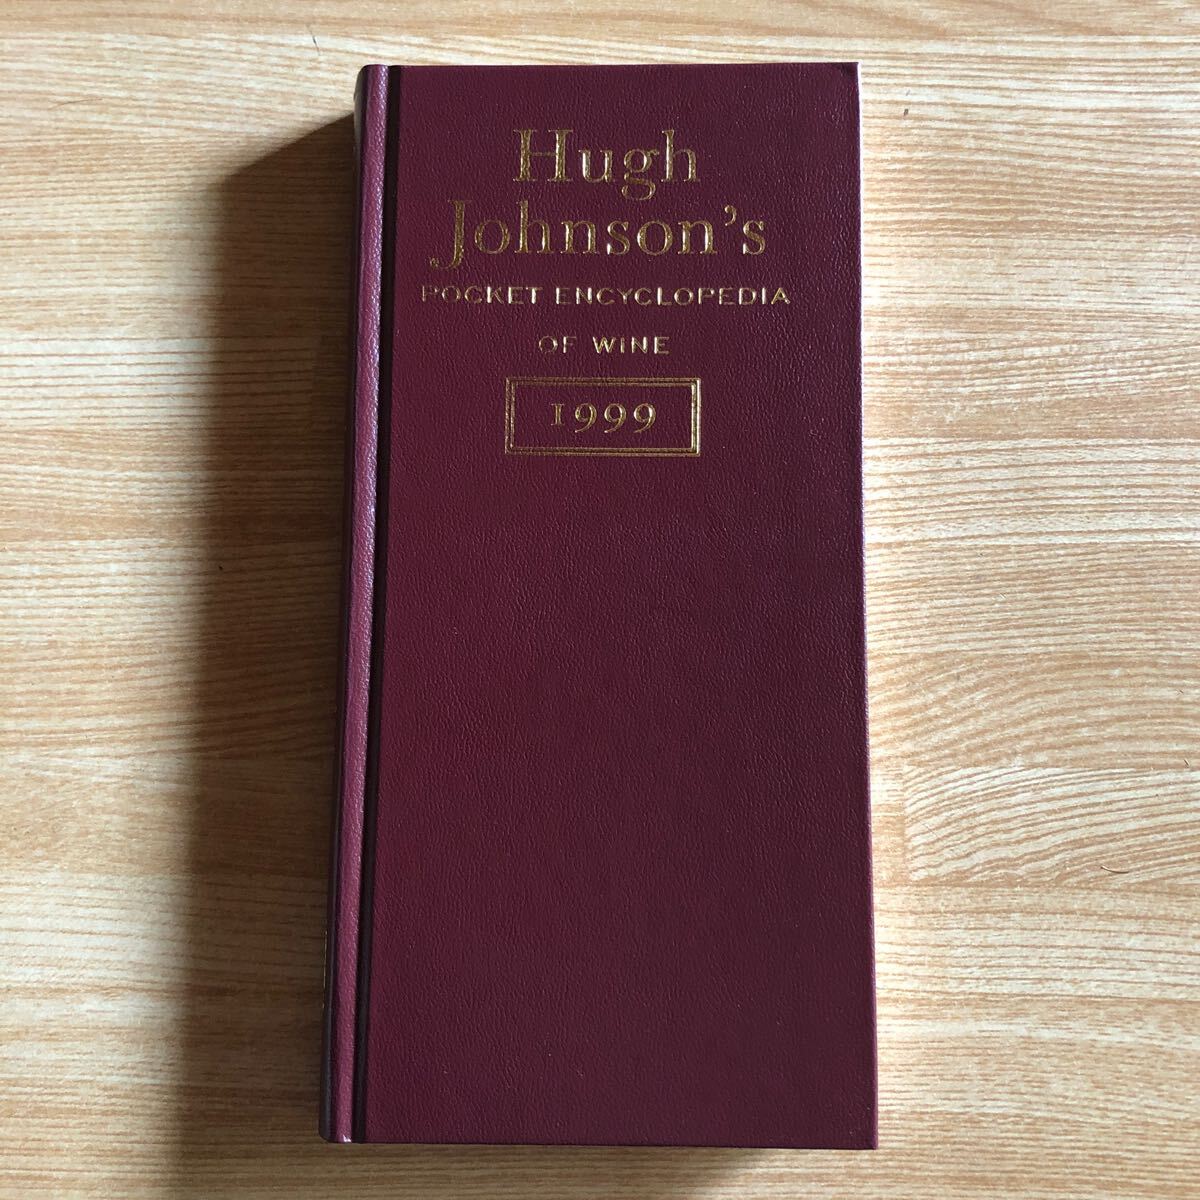 Hugh
Johnson's
POCKET ENCYCLOPEDIA
OF WINE
1999